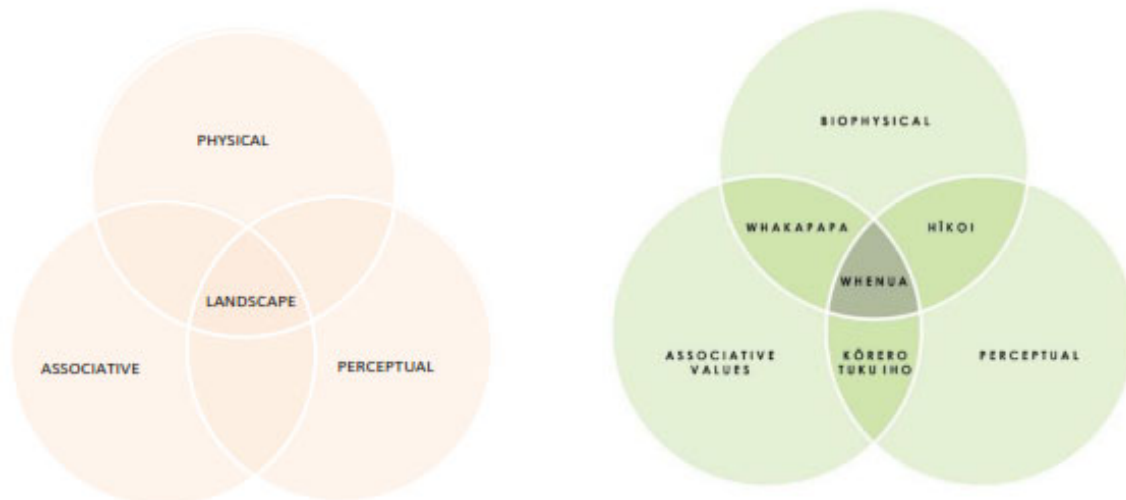 PHYSICAL
LANDSCAPE
ASSOCIATIVE
PERCEPTUAL
BIOPHYSICAL
WHAKAPAPA
HĪKOI
WHENUA
ASSOCIATIVE
VALUES
KŌRERO
TUKU IHO
PERCEPTUAL